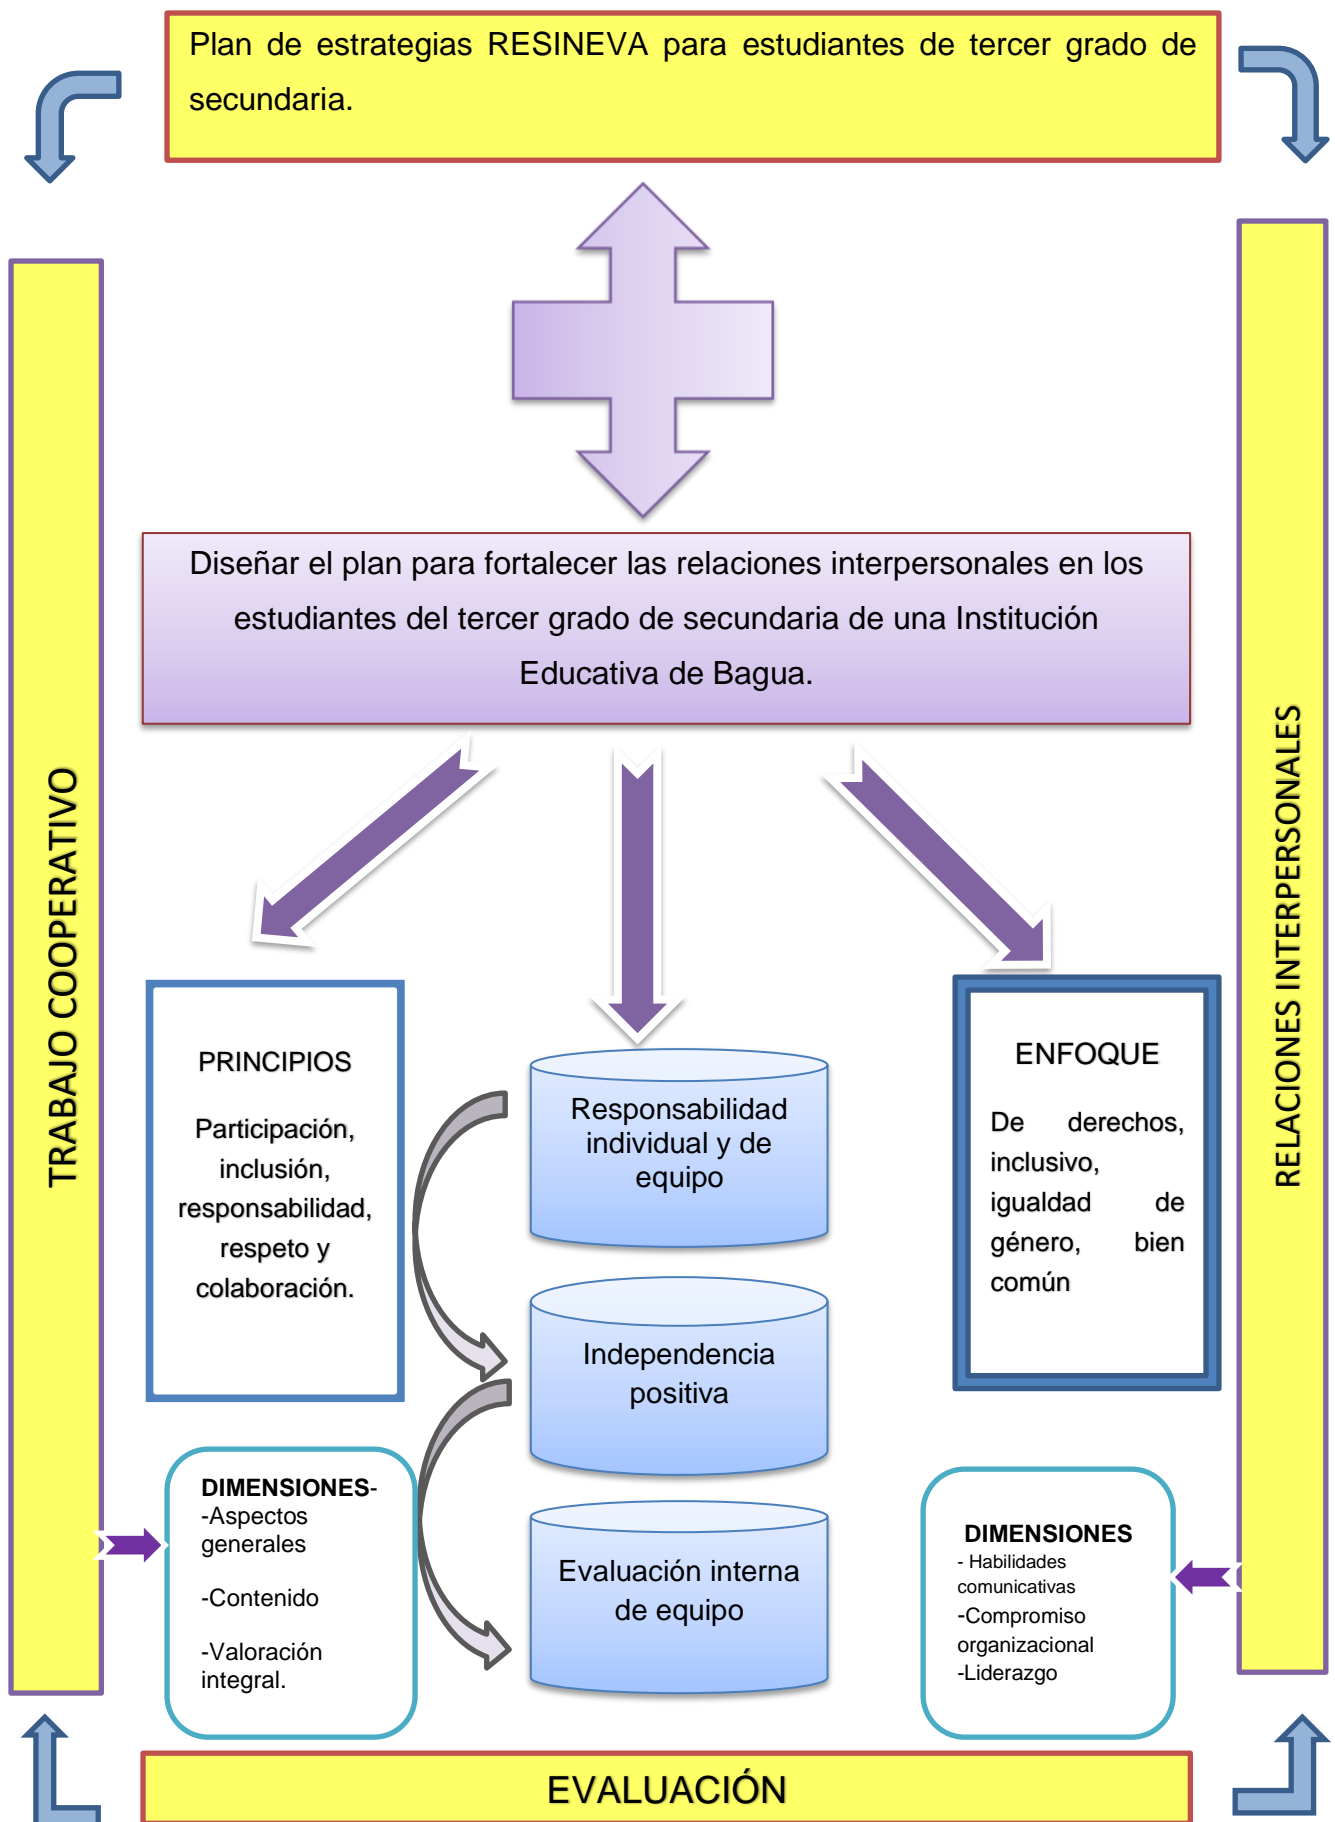 Plan de estrategias RESINEVA para estudiantes de tercer grado de
secundaria.
TRABAJO COOPERATIVO
RELACIONES INTERPERSONALES
Diseñar el plan para fortalecer las relaciones interpersonales en los
estudiantes del tercer grado de secundaria de una Institución
Educativa de Bagua.
PRINCIPIOS
Participación,
inclusión,
responsabilidad,
respeto y
colaboración.
Responsabilidad
individual y de
equipo
Independencia
positiva
Evaluación interna
de equipo
ENFOQUE
De derechos,
inclusivo,
igualdad de
género, bien
común
DIMENSIONES-
-Aspectos
generales
-Contenido
-Valoración
integral.
DIMENSIONES
- Habilidades
comunicativas
-Compromiso
organizacional
-Liderazgo
EVALUACIÓN